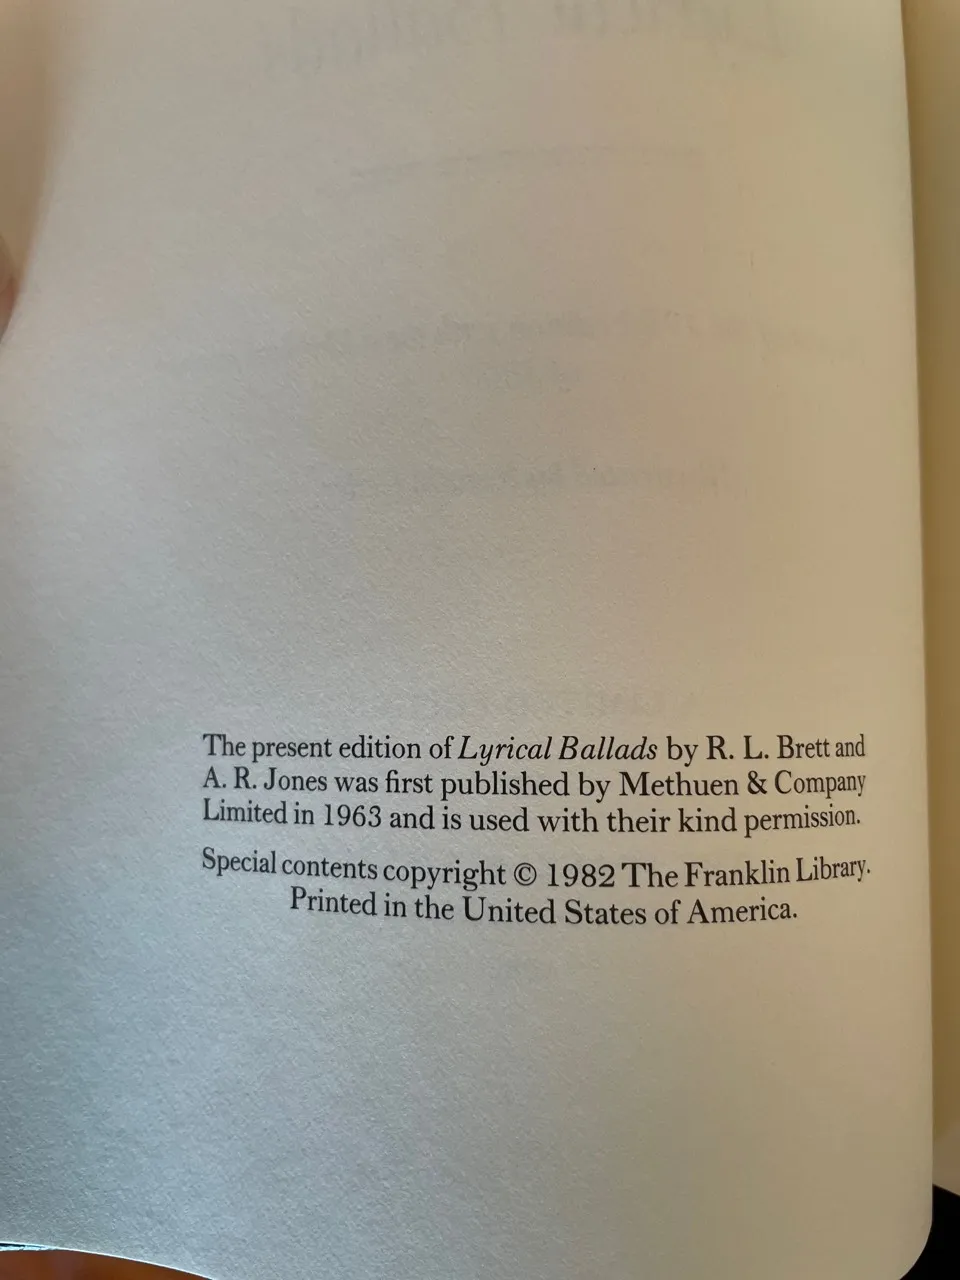 The present edition of Lyrical Ballads by R. L. Brett and
A. R. Jones was first published by Methuen & Company
Limited in 1963 and is used with their kind permission.
Special contents copyright © 1982 The Franklin Library.
Printed in the United States of America.